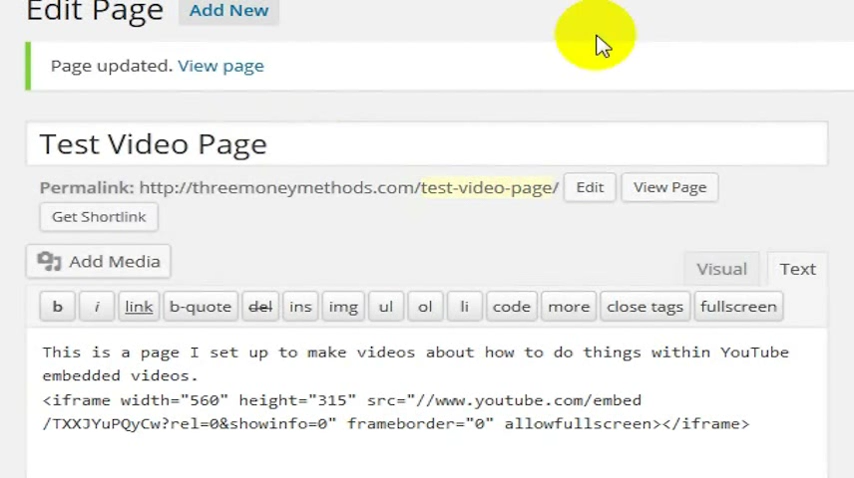 Edit Page Add New
Page updated. View page
Test Video Page
Permalink: http://threemoneymethods.com/test-video-page/ Edit View Page
Get Shortlink
Add Media
Visual Text
b i link b-quote del ins img ul ol li code more close tags fullscreen
This is a page I set up to make videos about how to do things within YouTube
embedded videos.
<iframe width="560" height="315" src="//www.youtube.com/embed
/TXXJYuPQyCw?rel=0&showinfo=0" frameborder="0" allowfullscreen></iframe>